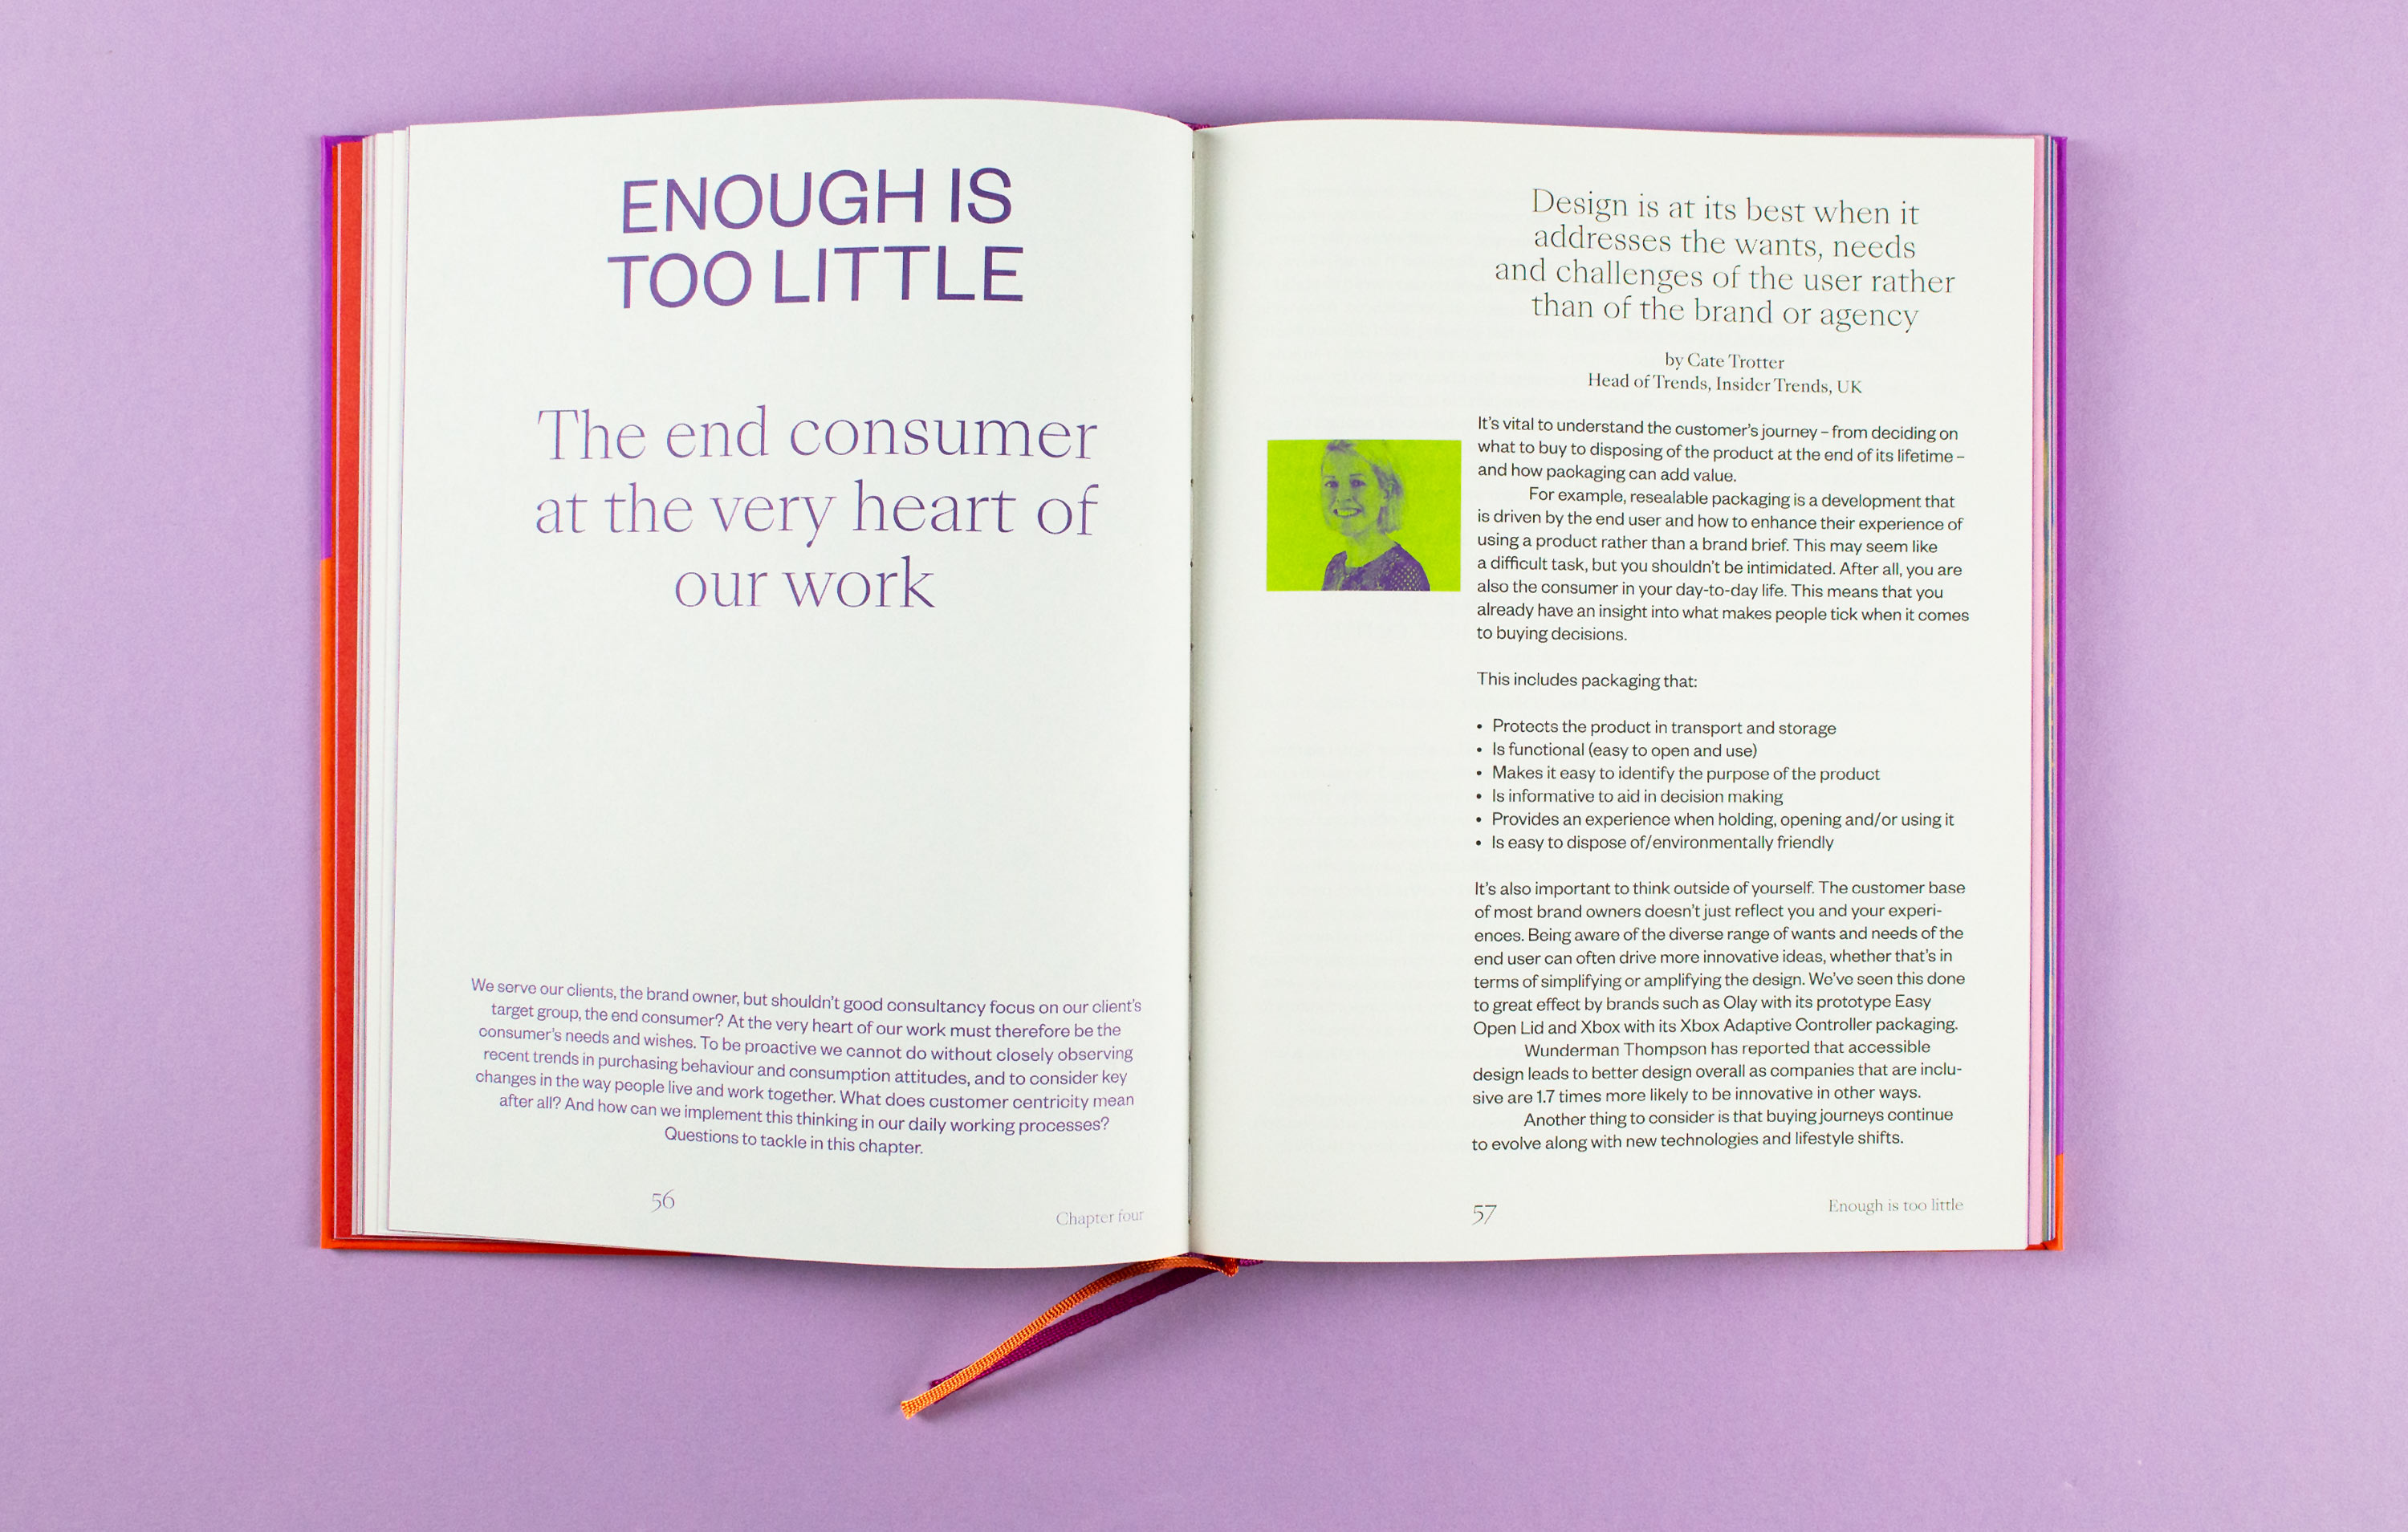 ENOUGH IS
TOO LITTLE
The end consumer
at the very heart of
our work
We serve our clients, the brand owner, but shouldn't good consultancy focus on our client's
target group, the end consumer? At the very heart of our work must therefore be the
consumer's needs and wishes. To be proactive we cannot do without closely observing
recent trends in purchasing behaviour and consumption attitudes, and to consider key
changes in the way people live and work together. What does customer centricity mean
after all? And how can we implement this thinking in our daily working processes?
Questions to tackle in this chapter.
56
Chapter four
Design is at its best when it
addresses the wants, needs
and challenges of the user rather
than of the brand or agency
by Cate Trotter
Head of Trends, Insider Trends, UK
It's vital to understand the customer's journey – from deciding on
what to buy to disposing of the product at the end of its lifetime –
and how packaging can add value.
For example, resealable packaging is a development that
is driven by the end user and how to enhance their experience of
using a product rather than a brand brief. This may seem like
a difficult task, but you shouldn't be intimidated. After all, you are
also the consumer in your day-to-day life. This means that you
already have an insight into what makes people tick when it comes
to buying decisions.
This includes packaging that:
• Protects the product in transport and storage
• Is functional (easy to open and use)
• Makes it easy to identify the purpose of the product
• Is informative to aid in decision making
• Provides an experience when holding, opening and/or using it
• Is easy to dispose of/environmentally friendly
It's also important to think outside of yourself. The customer base
of most brand owners doesn't just reflect you and your experi-
ences. Being aware of the diverse range of wants and needs of the
end user can often drive more innovative ideas, whether that's in
terms of simplifying or amplifying the design. We've seen this done
to great effect by brands such as Olay with its prototype Easy
Open Lid and Xbox with its Xbox Adaptive Controller packaging.
Wunderman Thompson has reported that accessible
design leads to better design overall as companies that are inclu-
sive are 1.7 times more likely to be innovative in other ways.
Another thing to consider is that buying journeys continue
to evolve along with new technologies and lifestyle shifts.
57
Enough is too little